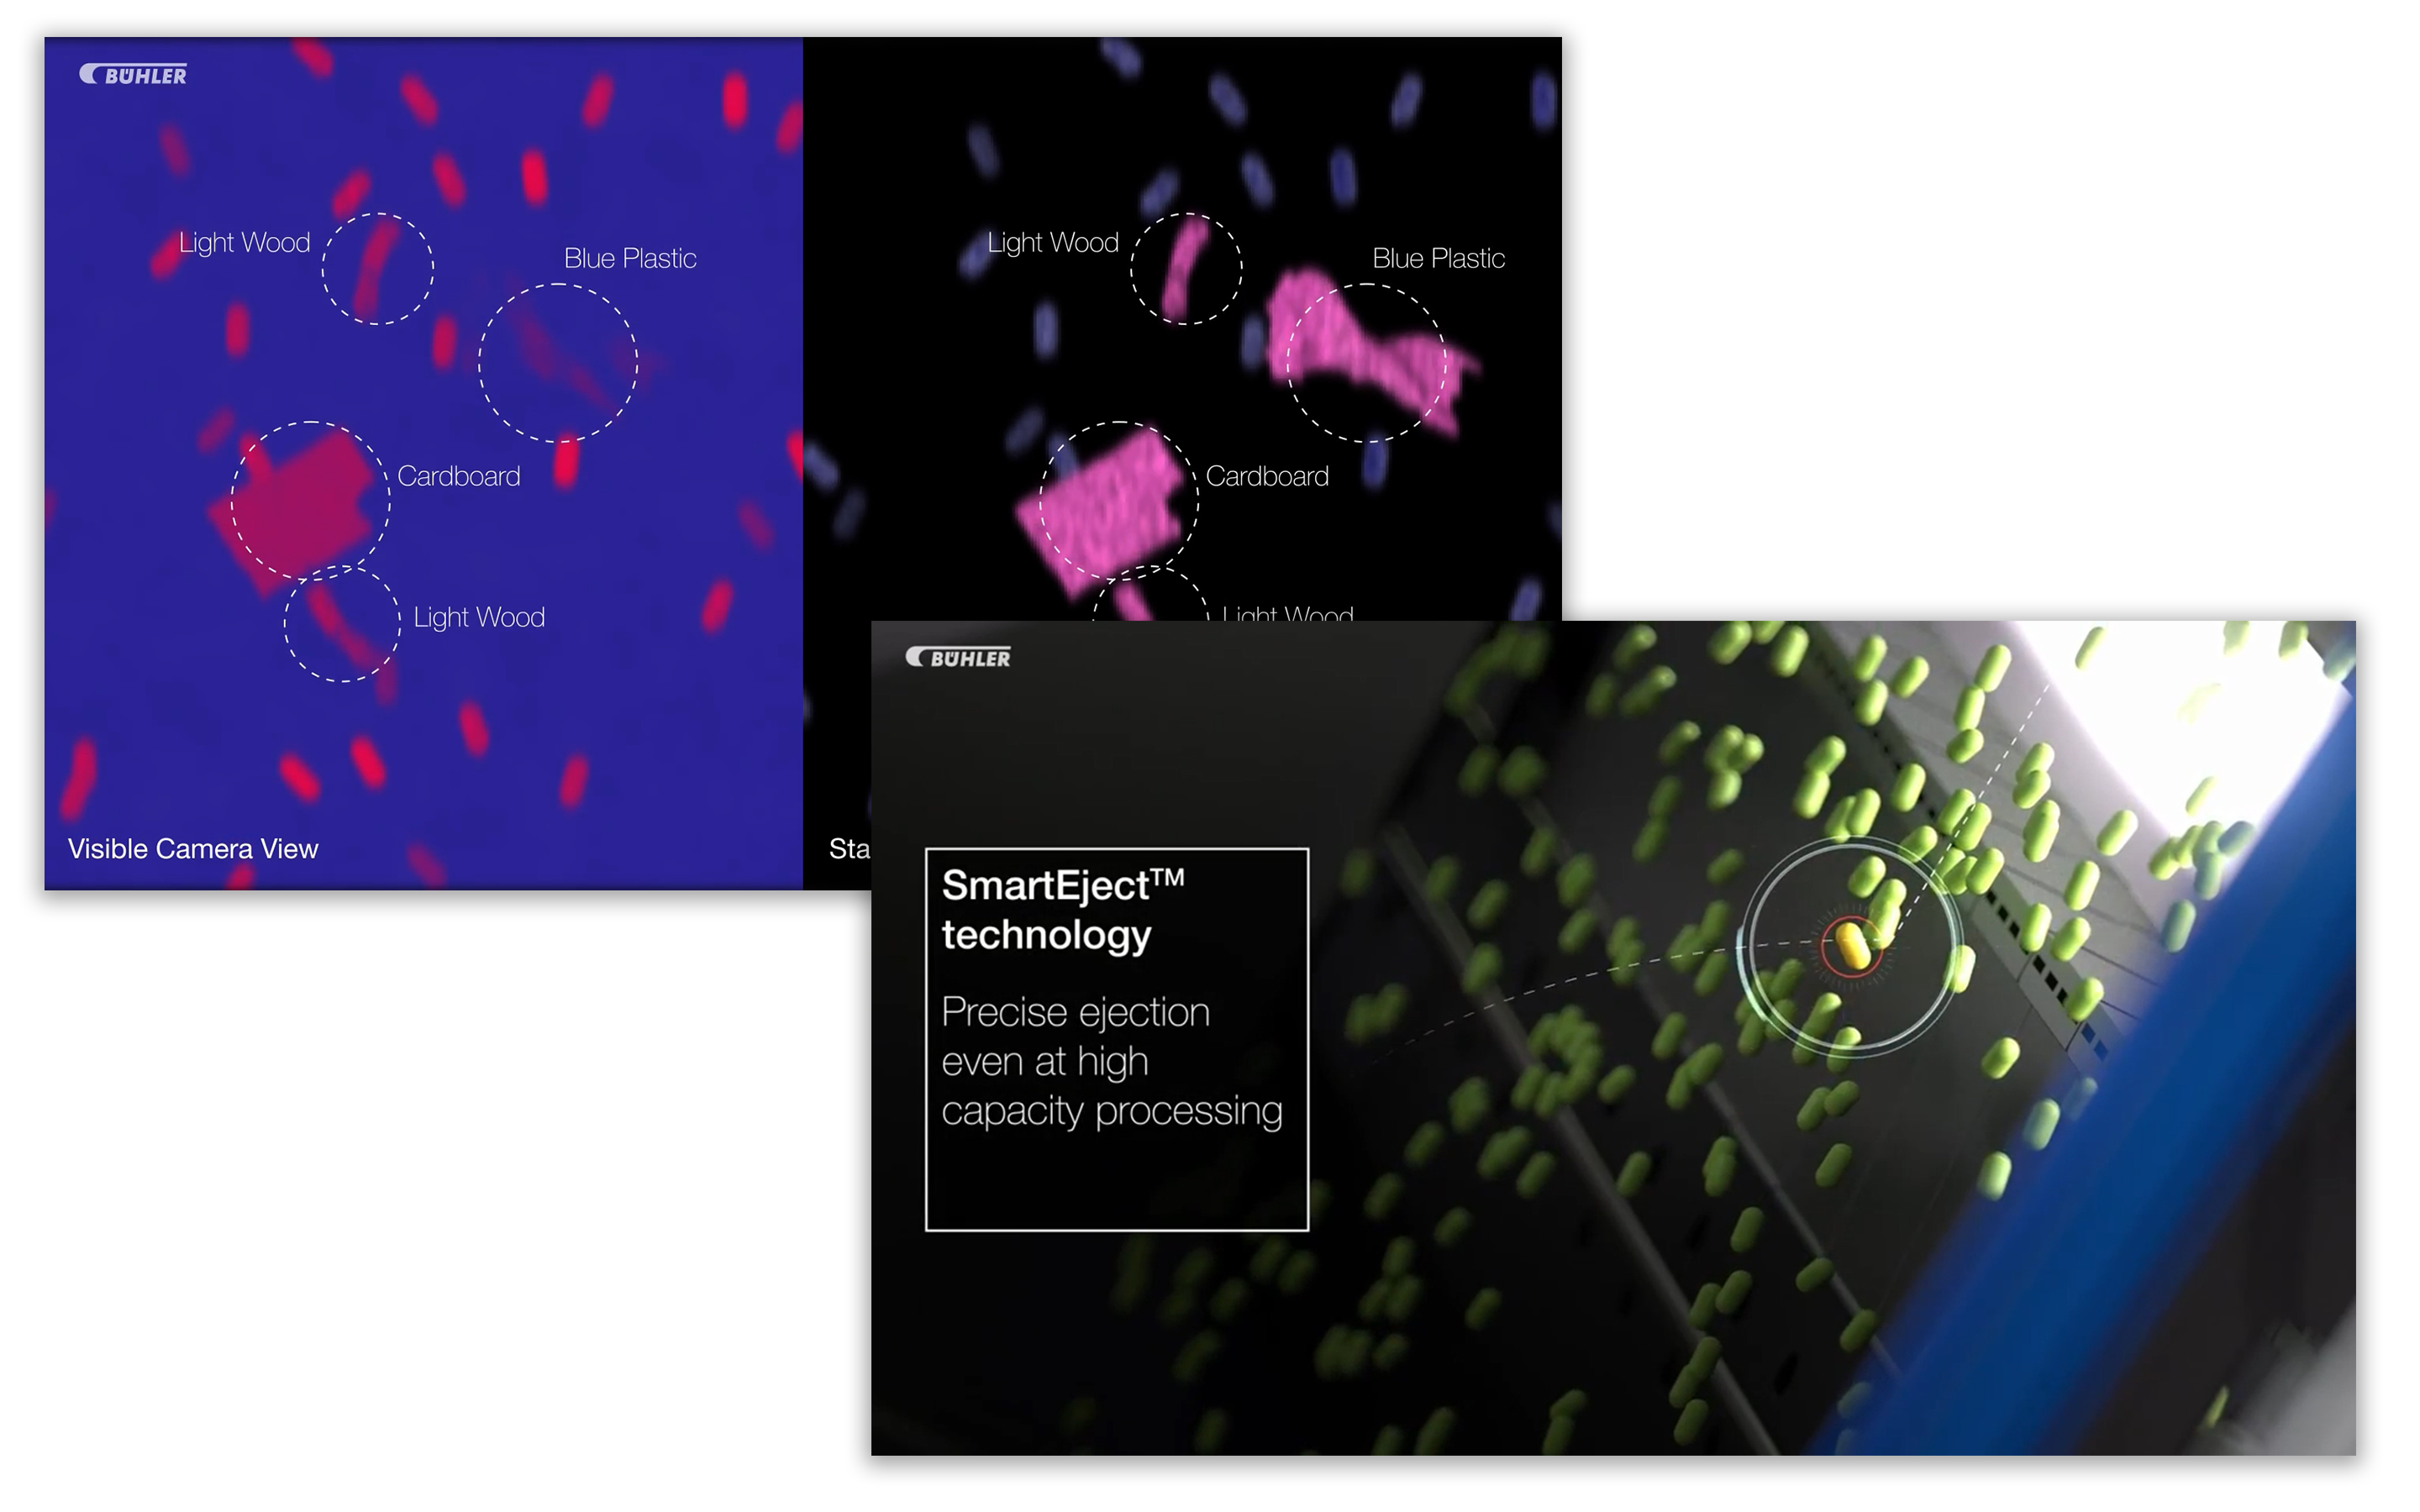 BÜHLER
Light Wood
Blue Plastic
Cardboard
Light Wood
Visible Camera View
Light Wood
Blue Plastic
Cardboard
Light Wood
Sta
BÜHLER
SmartEject™
technology
Precise ejection
even at high
capacity processing